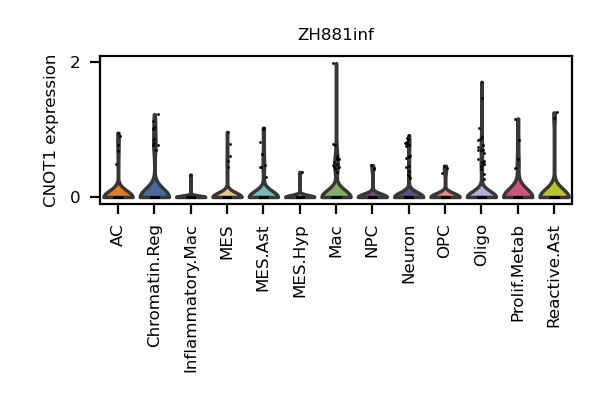 ZH881inf
CNOT1 expression
2
0
AC
Chromatin.Reg
Inflammatory.Mac
MES
MES.Ast
MES.Hyp
Mac
NPC
Neuron
OPC
Oligo
Prolif.Metab
Reactive.Ast